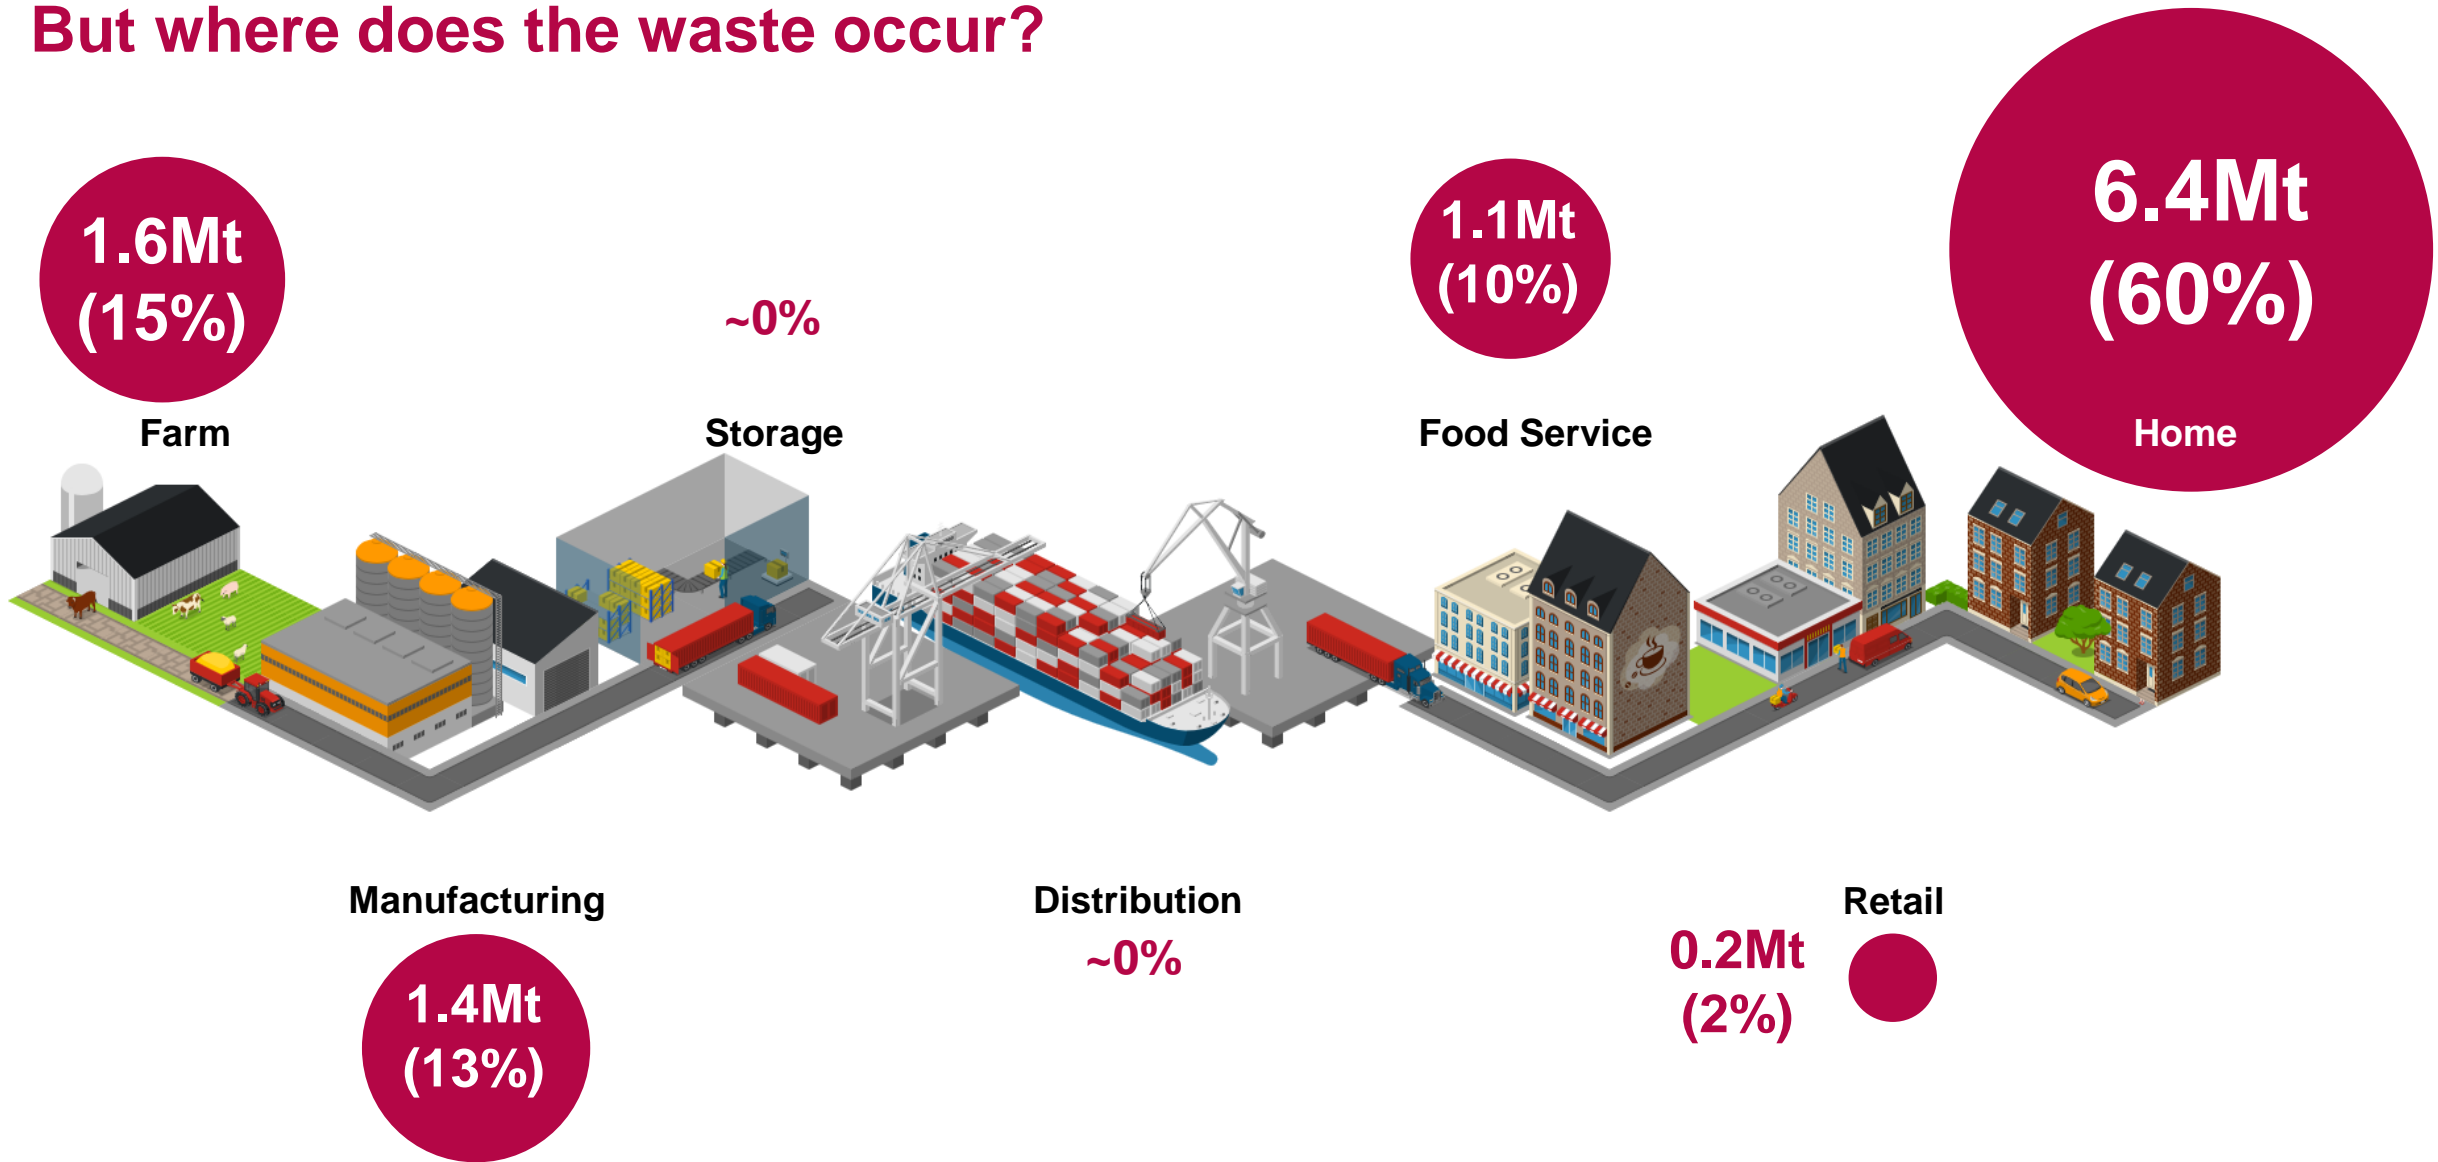 But where does the waste occur?
1.6Mt
(15%)
Farm
~0%
Storage
1.1Mt
(10%)
Food Service
6.4Mt
(60%)
Home
Manufacturing
1.4Mt
(13%)
Distribution
~0%
Retail
0.2Mt
(2%)